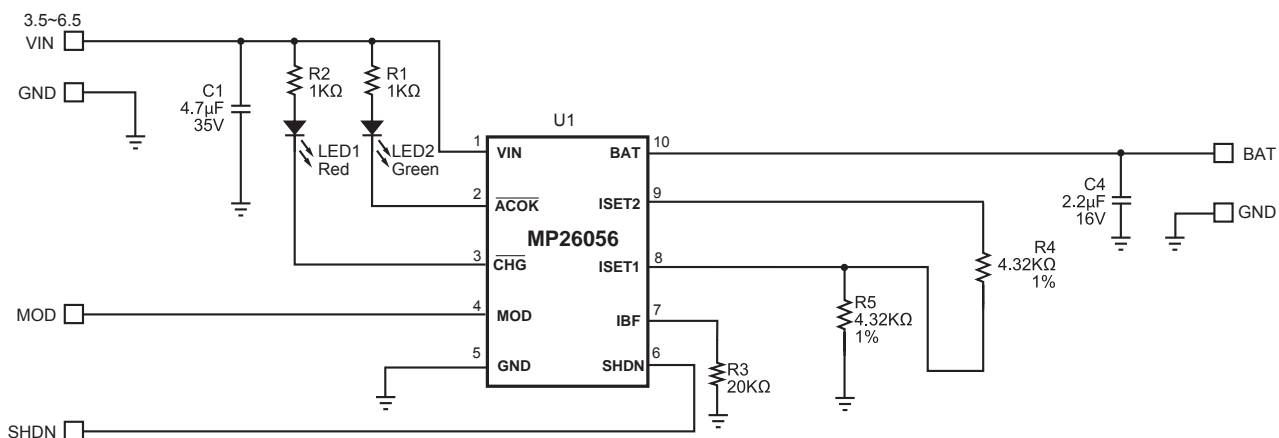 3.5~6.5
VIN
GND
C1
4.7µF
35V
R2
1KΩ
R1
1KΩ
LED1
Red
LED2
Green
U1
MP26056
1
VIN
2
ACOK
3
CHG
4
MOD
5
GND
10
BAT
9
ISET2
8
ISET1
7
IBF
6
SHDN
MOD
SHDN
R3
20KΩ
R5
4.32KΩ
1%
R4
4.32KΩ
1%
C4
2.2µF
16V
BAT
GND